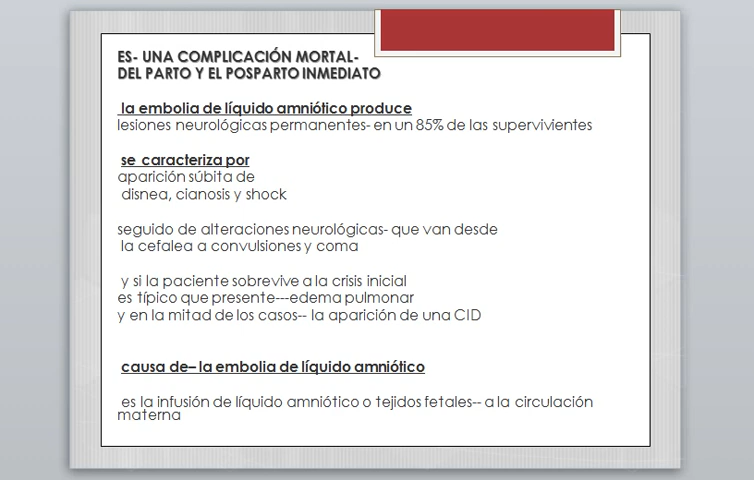 ES- UNA COMPLICACIÓN MORTAL-
DEL PARTO Y EL POSPARTO INMEDIATO
la embolia de líquido amniótico produce
lesiones neurológicas permanentes- en un 85% de las supervivientes
se caracteriza por
aparición súbita de
disnea, cianosis y shock
seguido de alteraciones neurológicas- que van desde
la cefalea a convulsiones y coma
y si la paciente sobrevive a la crisis inicial
es típico que presente---edema pulmonar
y en la mitad de los casos-- la aparición de una CID
causa de– la embolia de líquido amniótico
es la infusión de líquido amniótico o tejidos fetales-- a la circulación
materna